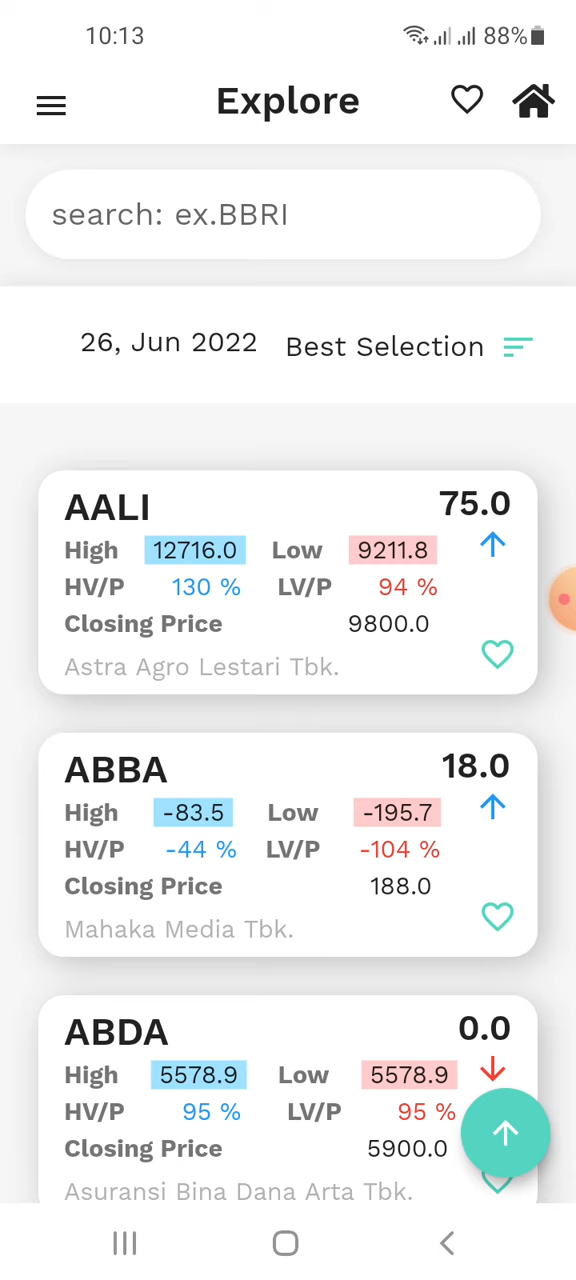 10:13 88%
Explore
search: ex.BBRI
26, Jun 2022 Best Selection
AALI 75.0
High 12716.0 Low 9211.8
HV/P 130 % LV/P 94 %
Closing Price 9800.0
Astra Agro Lestari Tbk.
ABBA 18.0
High -83.5 Low -195.7
HV/P -44 % LV/P -104 %
Closing Price 188.0
Mahaka Media Tbk.
ABDA 0.0
High 5578.9 Low 5578.9
HV/P 95 % LV/P 95 %
Closing Price 5900.0
Asuransi Bina Dana Arta Tbk.